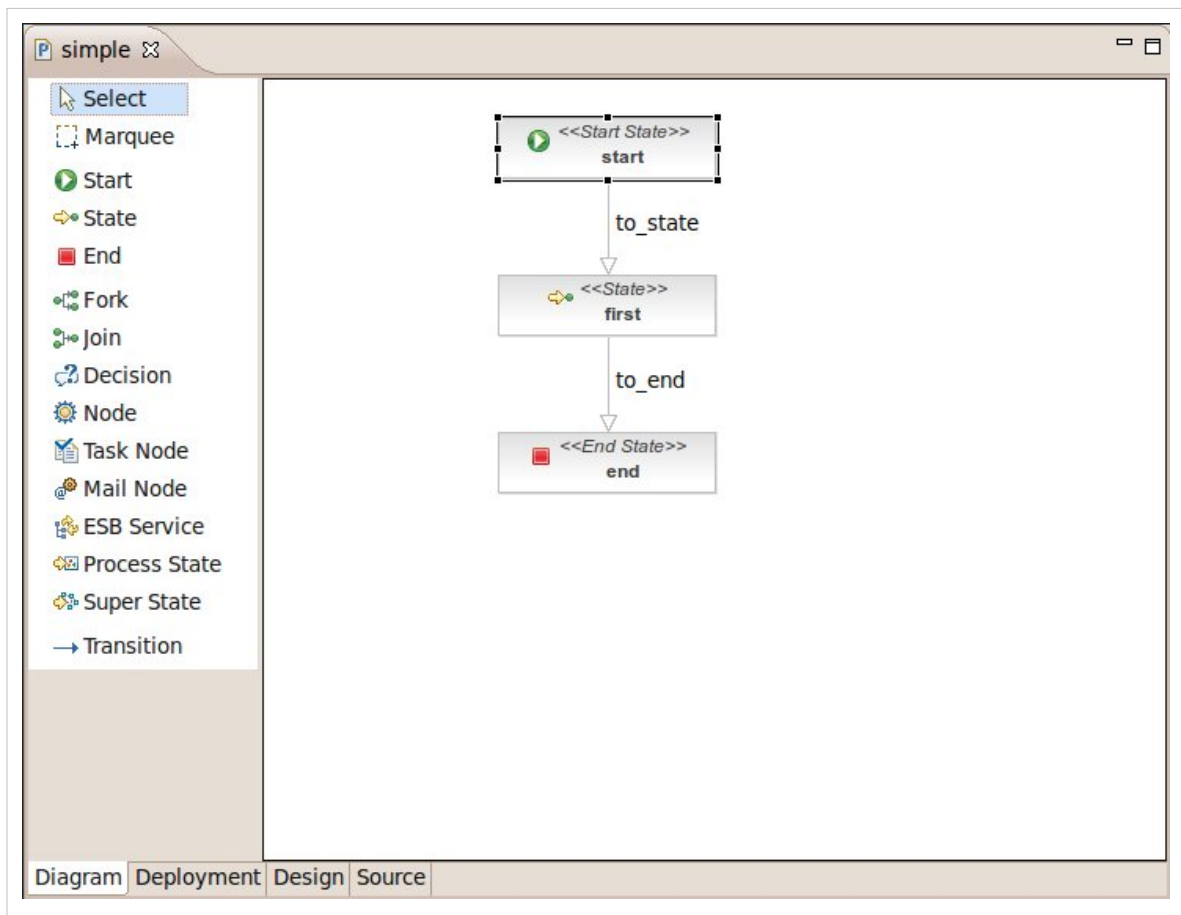 simple
Select
Marquee
Start
State
End
Fork
Join
Decision
Node
Task Node
Mail Node
ESB Service
Process State
Super State
Transition
<<Start State>>
start
to_state
<<State>>
first
to_end
<<End State>>
end
Diagram Deployment Design Source